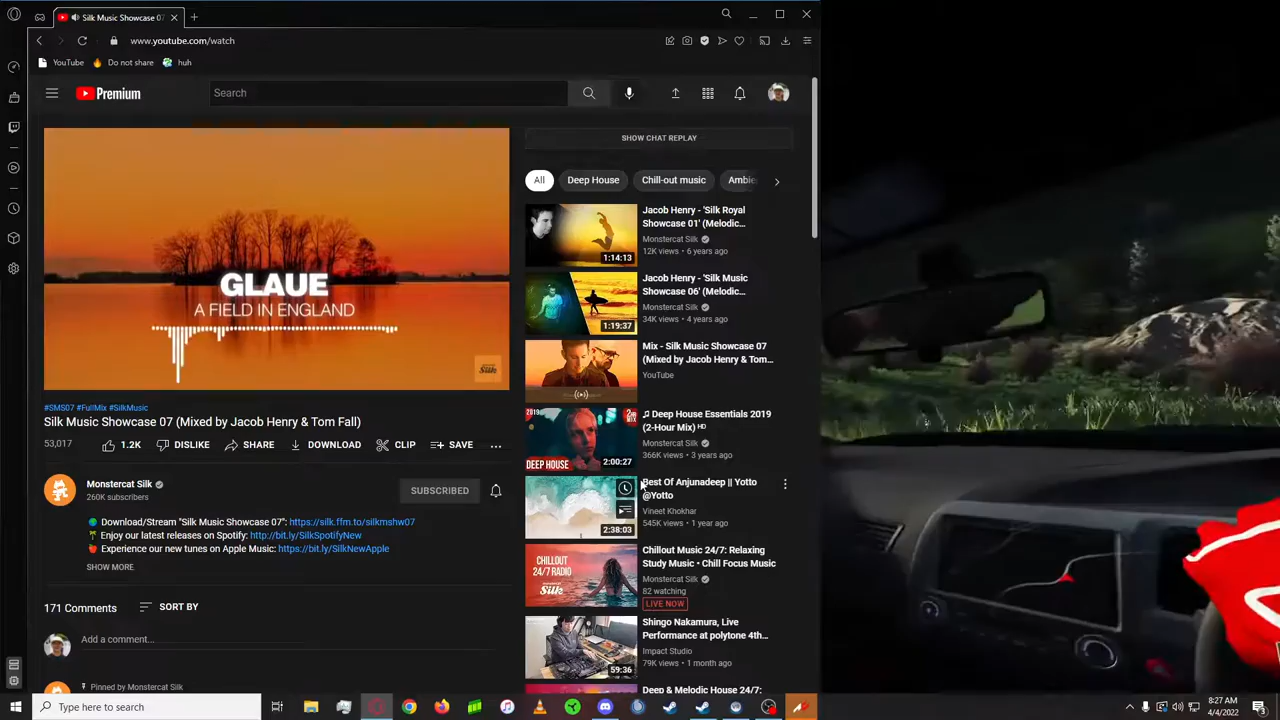 Silk Music Showcase 07
www.youtube.com/watch
YouTube
Do not share
huh
Premium
Search
GLAUE
A FIELD IN ENGLAND
Silk
#SMS07 #FullMix #SilkMusic
Silk Music Showcase 07 (Mixed by Jacob Henry & Tom Fall)
53,017
1.2K
DISLIKE
SHARE
DOWNLOAD
CLIP
SAVE
Monstercat Silk
260K subscribers
SUBSCRIBED
Download/Stream "Silk Music Showcase 07": https://silk.ffm.to/silkmshw07
Enjoy our latest releases on Spotify: http://bit.ly/SilkSpotifyNew
Experience our new tunes on Apple Music: https://bit.ly/SilkNewApple
SHOW MORE
171 Comments
SORT BY
Add a comment...
Pinned by Monstercat Silk
SHOW CHAT REPLAY
All
Deep House
Chill-out music
Ambie
1:14:13
Jacob Henry - 'Silk Royal
Showcase 01' (Melodic...
Monstercat Silk
12K views • 6 years ago
1:19:37
Jacob Henry - 'Silk Music
Showcase 06' (Melodic...
Monstercat Silk
34K views • 4 years ago
Mix - Silk Music Showcase 07
(Mixed by Jacob Henry & Tom...
YouTube
2019
DEEP HOUSE
2:00:27
♫ Deep House Essentials 2019
(2-Hour Mix) ᴴᴰ
Monstercat Silk
366K views • 3 years ago
2:38:03
Best Of Anjunadeep || Yotto
@Yotto
Vineet Khokhar
545K views • 1 year ago
CHILLOUT
24/7 RADIO
Silk
Chillout Music 24/7: Relaxing
Study Music • Chill Focus Music
Monstercat Silk
82 watching
LIVE NOW
59:36
Shingo Nakamura, Live
Performance at polytone 4...
Impact Studio
79K views • 1 month ago
Deep & Melodic House 24/7:
Type here to search
8:27 AM
4/4/2022